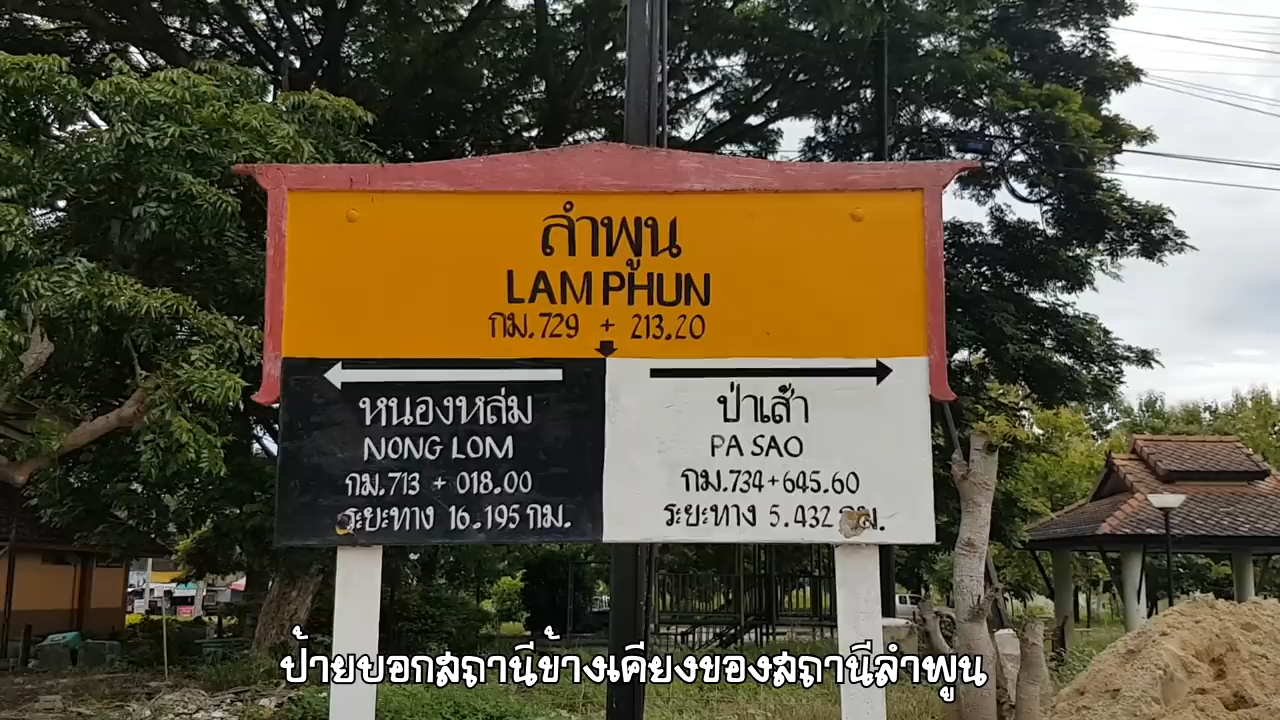 ลำพูน
LAMPHUN
กม.729 + 213.20
หนองหล่ม
NONG LOM
กม.713 + 018.00
ระยะทาง 16.195 กม.
ป่าเส้า
PA SAO
กม.734+645.60
ระยะทาง 5.432 กม.
ป้ายบอกสถานีข้างเคียงของสถานีลำพูน